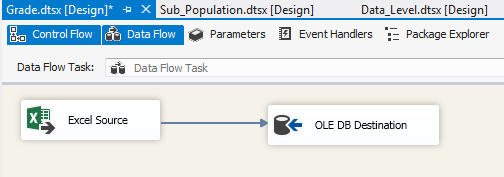 Grade.dtsx [Design]* Sub_Population.dtsx [Design] Data_Level.dtsx [Design]
Control Flow Data Flow Parameters Event Handlers Package Explorer
Data Flow Task: Data Flow Task
Excel Source OLE DB Destination